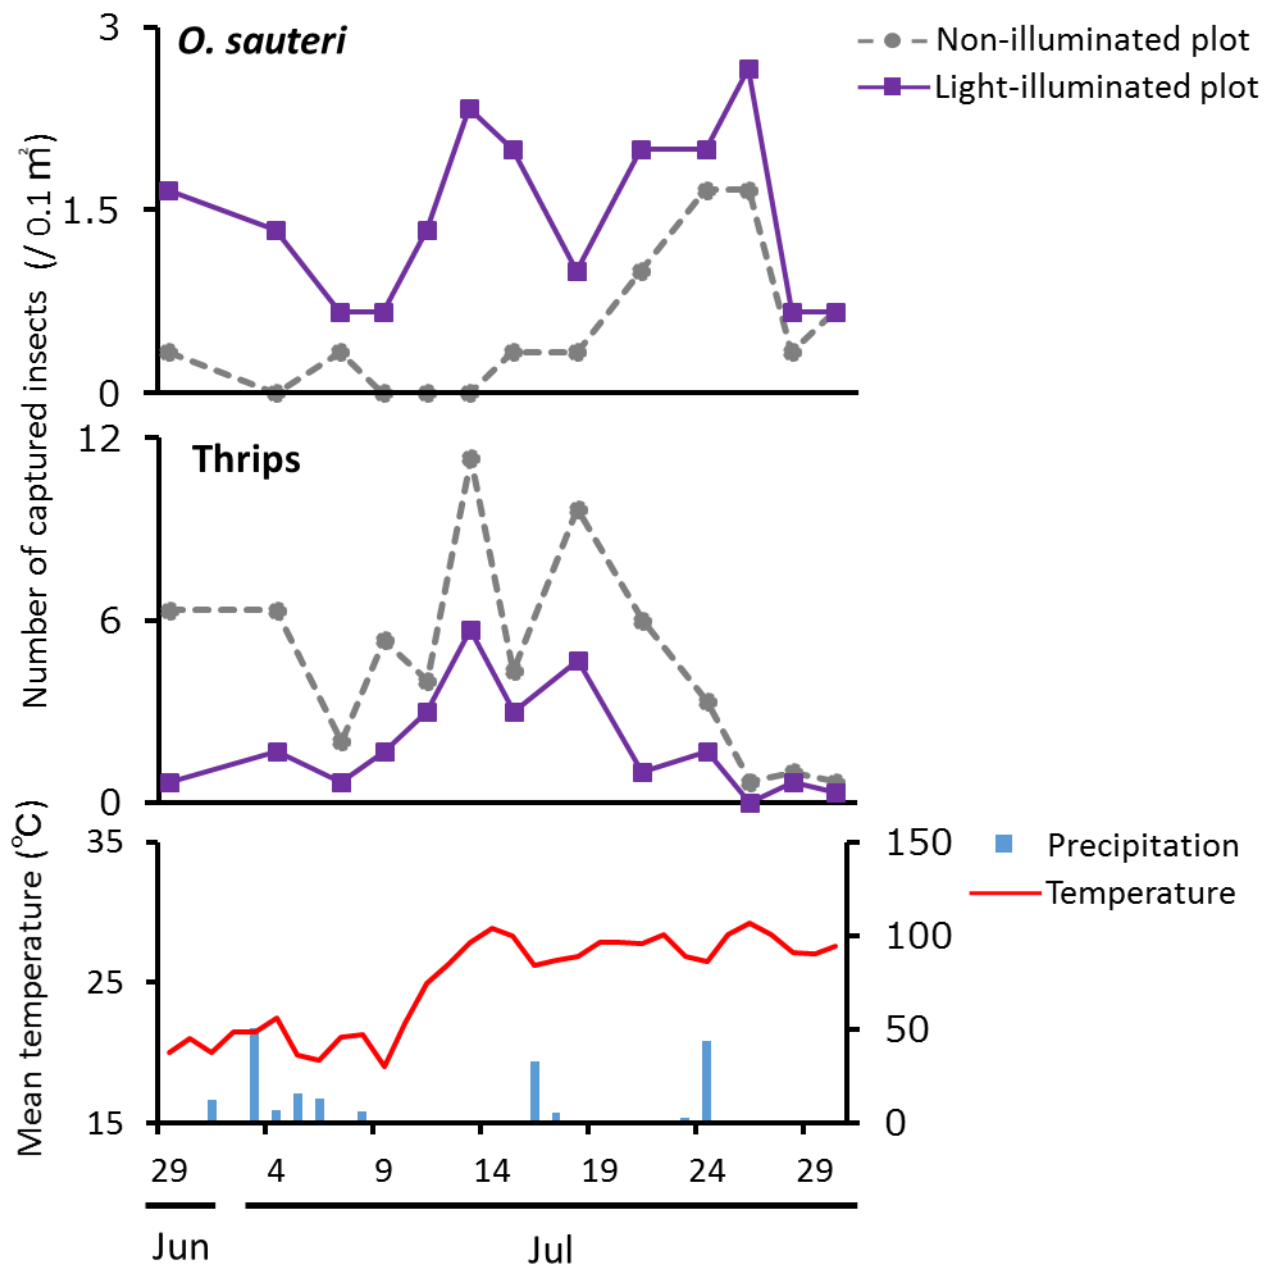 3
O. sauteri
Non-illuminated plot
Light-illuminated plot
1.5
0
Number of captured insects (/ 0.1 ㎡)
12
Thrips
6
0
Mean temperature (℃)
35
25
15
150
100
50
0
Precipitation
Temperature
29 4 9 14 19 24 29
Jun Jul